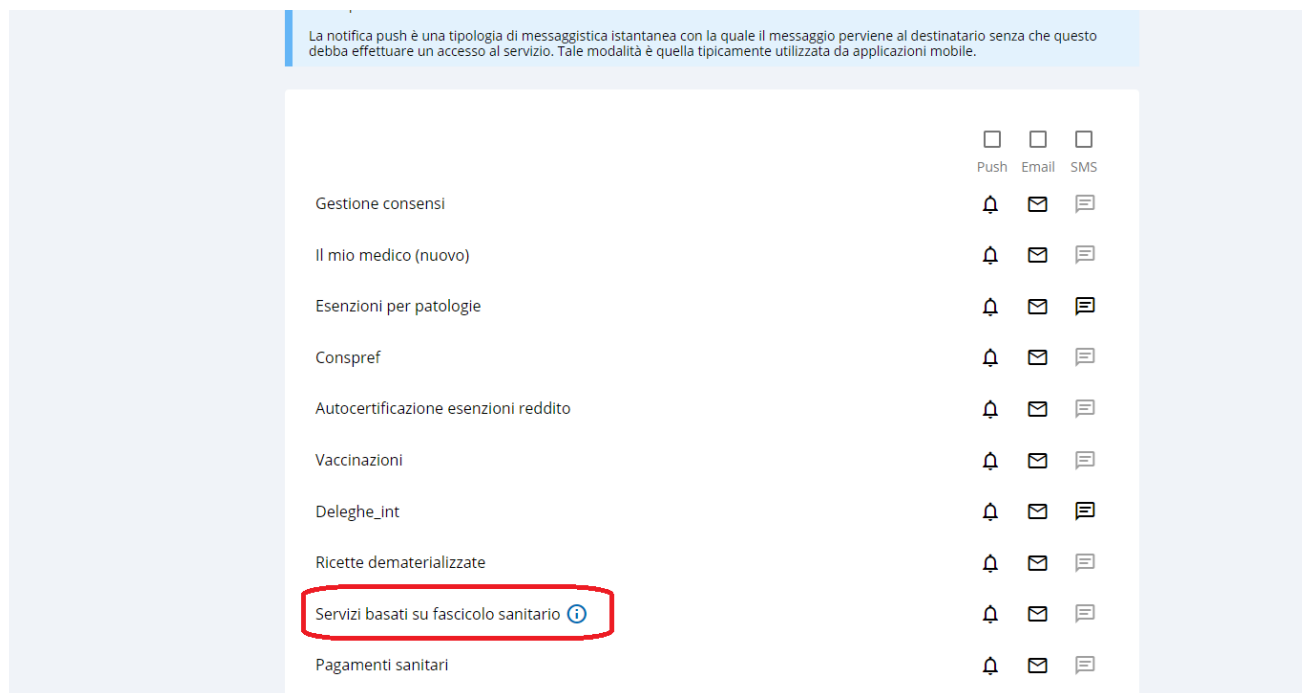 La notifica push è una tipologia di messaggistica istantanea con la quale il messaggio perviene al destinatario senza che questo
debba effettuare un accesso al servizio. Tale modalità è quella tipicamente utilizzata da applicazioni mobile.
Push Email SMS
Gestione consensi
Il mio medico (nuovo)
Esenzioni per patologie
Conspref
Autocertificazione esenzioni reddito
Vaccinazioni
Deleghe_int
Ricette dematerializzate
Servizi basati su fascicolo sanitario
Pagamenti sanitari